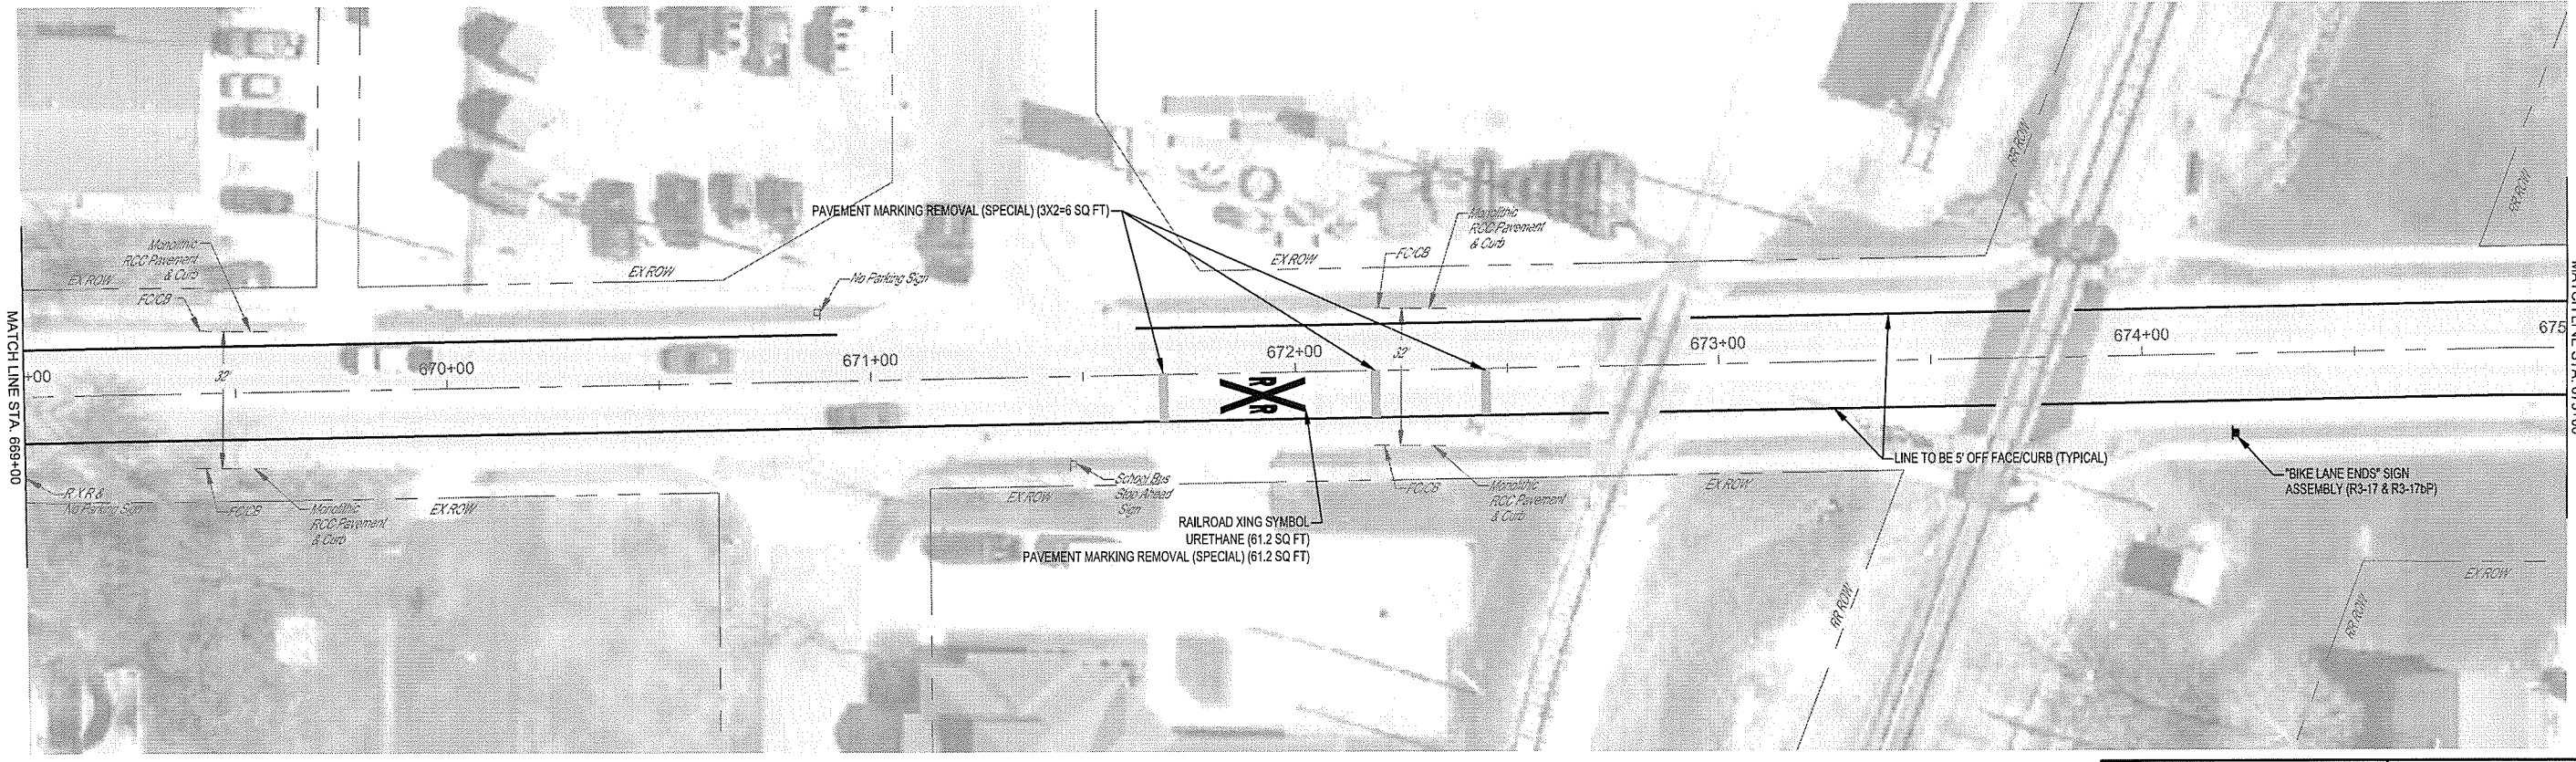 PAVEMENT MARKING REMOVAL (SPECIAL) (3X2=6 SQ FT)
Monolithic
RCC Pavement
& Curb
EX ROW
FC/CB
EX ROW
No Parking Sign
EX ROW
FC/CB
Monolithic
RCC Pavement
& Curb
RR ROW
RR ROW
MATCH LINE STA. 669+00
+00
32'
670+00
671+00
672+00
32'
673+00
674+00
675
R X R &
No Parking Sign
FC/CB
Monolithic
RCC Pavement
& Curb
EX ROW
EX ROW
School Bus
Stop Ahead
Sign
R
R
RAILROAD XING SYMBOL
URETHANE (61.2 SQ FT)
PAVEMENT MARKING REMOVAL (SPECIAL) (61.2 SQ FT)
FC/CB
Monolithic
RCC Pavement
& Curb
EX ROW
LINE TO BE 5' OFF FACE/CURB (TYPICAL)
"BIKE LANE ENDS" SIGN
ASSEMBLY (R3-17 & R3-17bP)
RR ROW
RR ROW
EX ROW